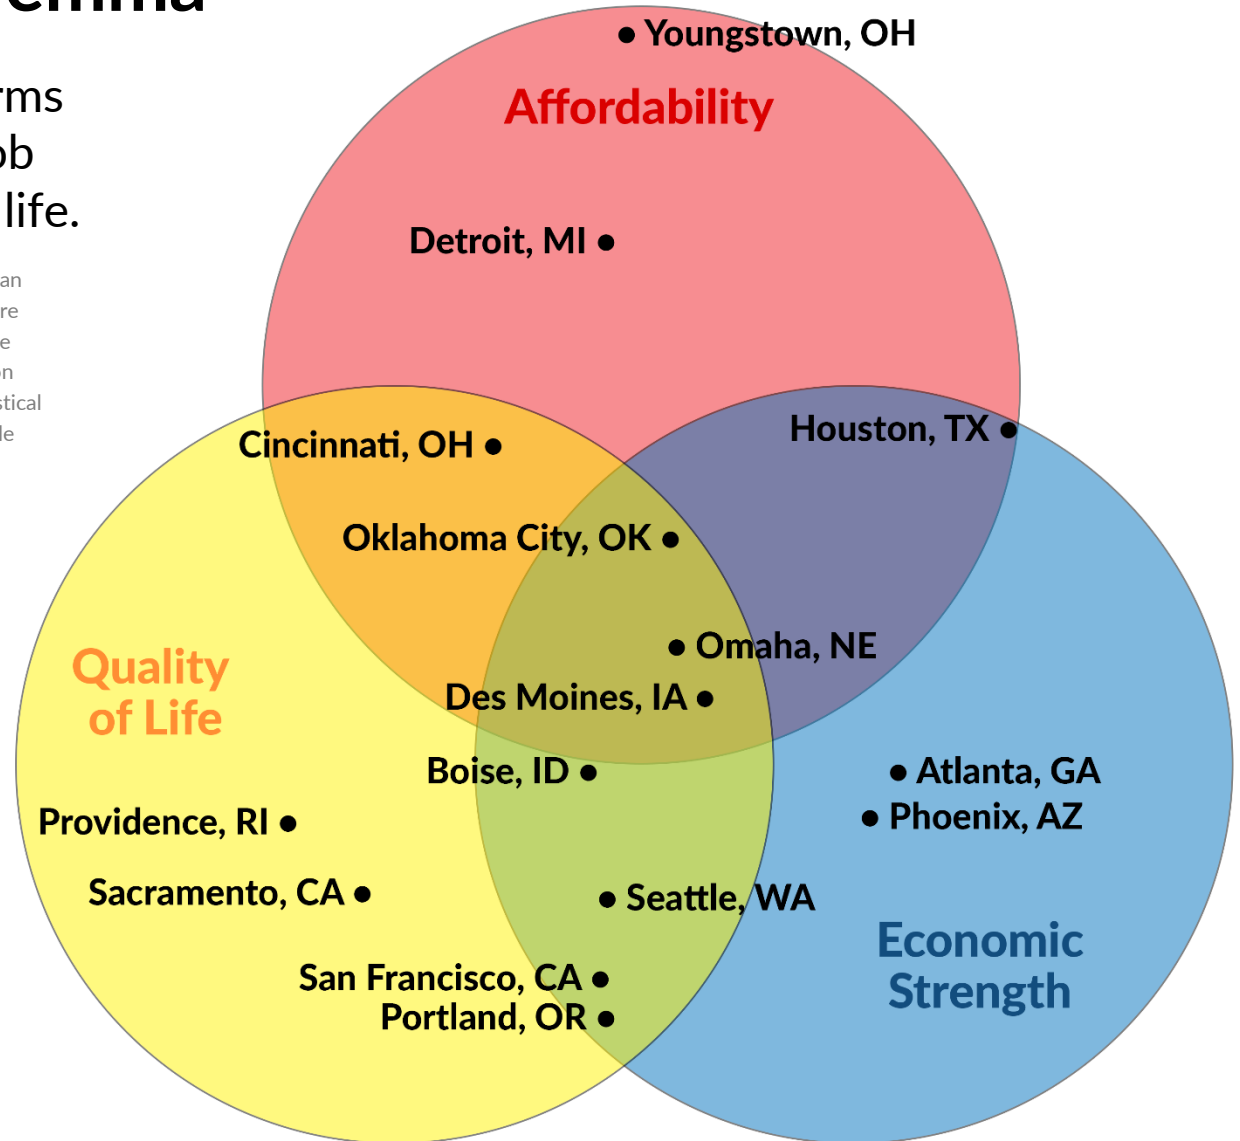 life.
Youngstown, OH
Affordability
Detroit, MI
Houston, TX
Cincinnati, OH
Oklahoma City, OK
Omaha, NE
Quality
of Life
Des Moines, IA
Boise, ID
Atlanta, GA
Phoenix, AZ
Providence, RI
Sacramento, CA
Seattle, WA
Economic
Strength
San Francisco, CA
Portland, OR